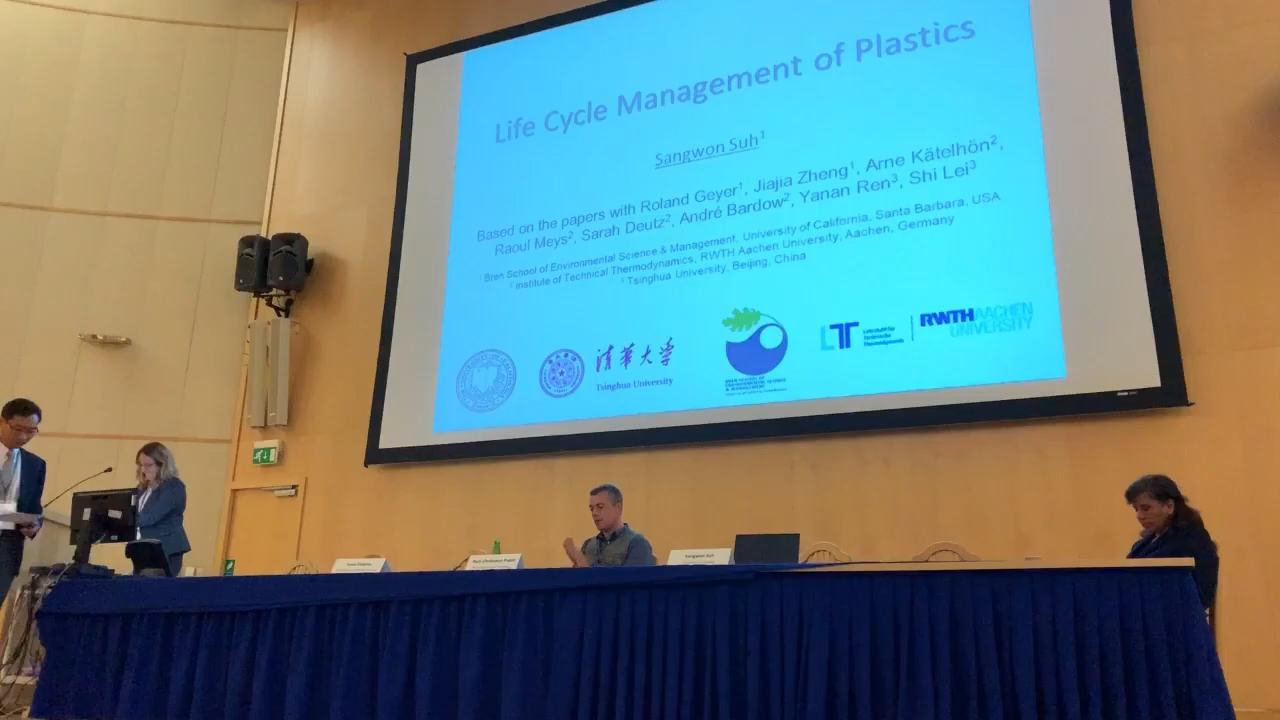 Life Cycle Management of Plastics
Sangwon Suh¹
Based on the papers with Roland Geyer¹, Jiajia Zheng¹, Arne Kätelhön²,
Raoul Meys², Sarah Deutz², André Bardow², Yanan Ren³, Shi Lei³
¹ Bren School of Environmental Science & Management, University of California, Santa Barbara, USA
² Institute of Technical Thermodynamics, RWTH Aachen University, Aachen, Germany
³ Tsinghua University, Beijing, China
清華大学
Tsinghua University
LTT
RWTH AACHEN
UNIVERSITY
Sangwon Suh